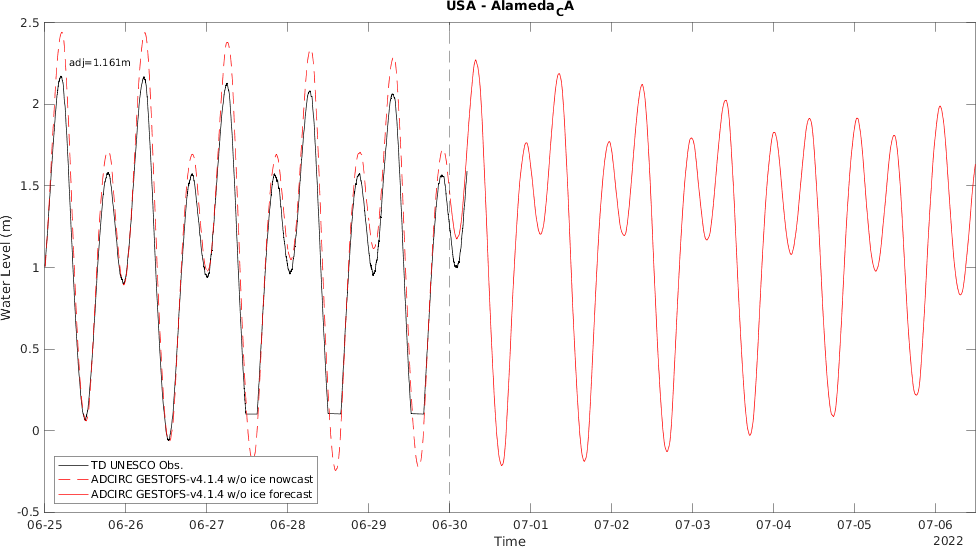 USA - Alameda_CA
2.5
adj=1.161m
2
1.5
Water Level (m)
1
0.5
0
TD UNESCO Obs.
ADCIRC GESTOFS-v4.1.4 w/o ice nowcast
ADCIRC GESTOFS-v4.1.4 w/o ice forecast
-0.5
06-25 06-26 06-27 06-28 06-29 06-30 07-01 07-02 07-03 07-04 07-05 07-06
Time
2022